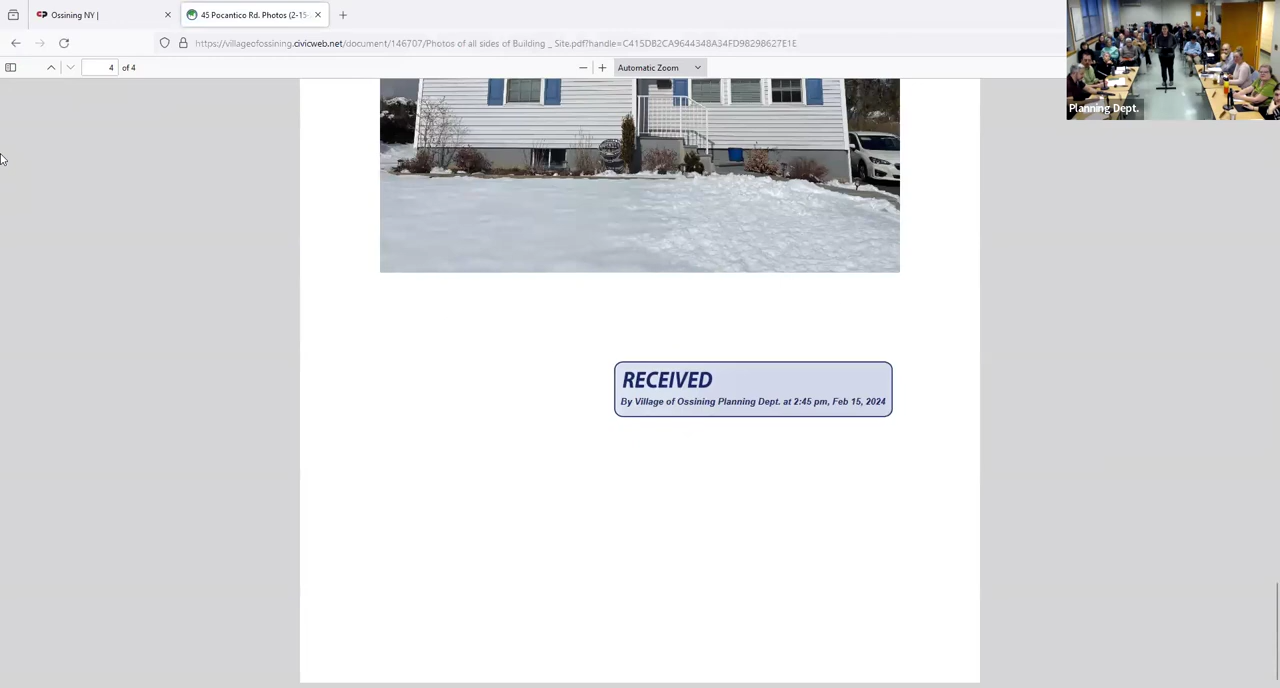 Ossining NY |
45 Pocantico Rd. Photos (2-15-
https://villageofossining.civicweb.net/document/146707/Photos of all sides of Building _ Site.pdf?handle=C415DB2CA9644348A34FD98298627E1E
4 of 4
Automatic Zoom
Planning Dept.
RECEIVED
By Village of Ossining Planning Dept. at 2:45 pm, Feb 15, 2024